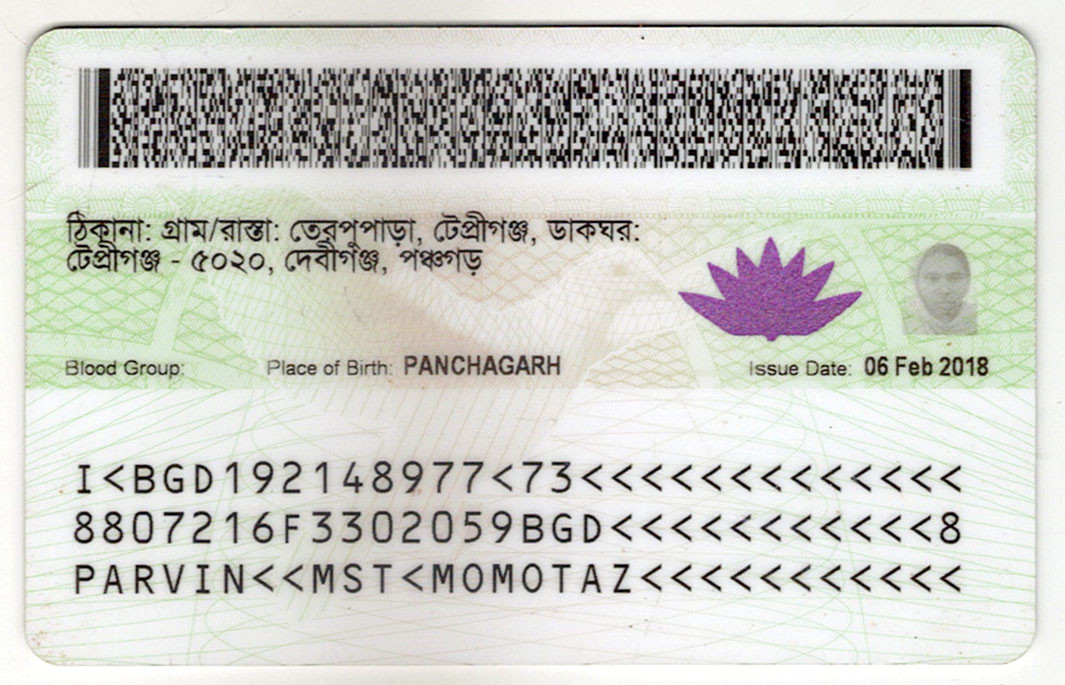 ঠিকানা: গ্রাম/রাস্তা: তেরপুপাড়া, টেপ্রীগঞ্জ, ডাকঘর:
টেপ্রীগঞ্জ - ৫০২০, দেবীগঞ্জ, পঞ্চগড়
Blood Group: Place of Birth: PANCHAGARH Issue Date: 06 Feb 2018
I<BGD192148977<73<<<<<<<<<<<<<
8807216F3302059BGD<<<<<<<<<<<8
PARVIN<<MST<MOMOTAZ<<<<<<<<<<<